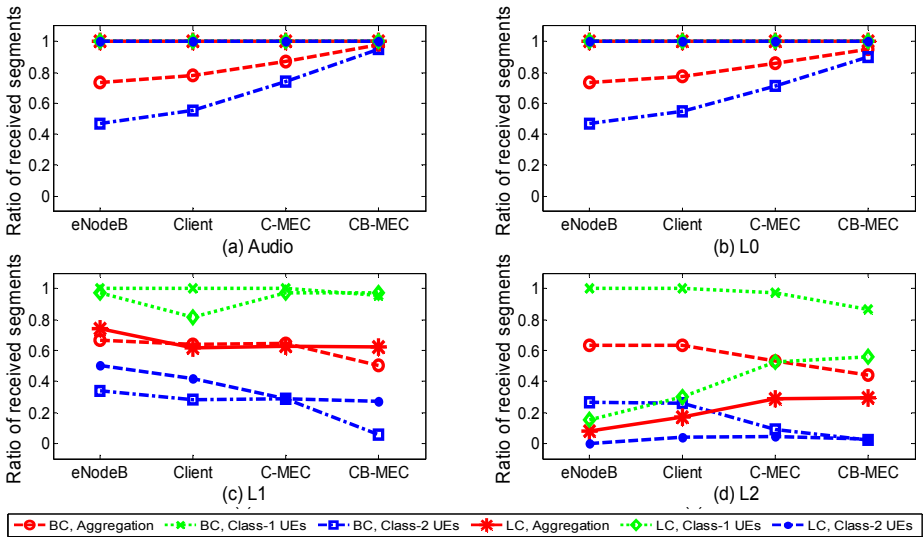 Ratio of received segments
1
0.8
0.6
0.4
0.2
0
eNodeB Client C-MEC CB-MEC
(a) Audio
Ratio of received segments
1
0.8
0.6
0.4
0.2
0
eNodeB Client C-MEC CB-MEC
(b) L0
Ratio of received segments
1
0.8
0.6
0.4
0.2
0
eNodeB Client C-MEC CB-MEC
(c) L1
Ratio of received segments
1
0.8
0.6
0.4
0.2
0
eNodeB Client C-MEC CB-MEC
(d) L2
BC, Aggregation BC, Class-1 UEs BC, Class-2 UEs LC, Aggregation LC, Class-1 UEs LC, Class-2 UEs